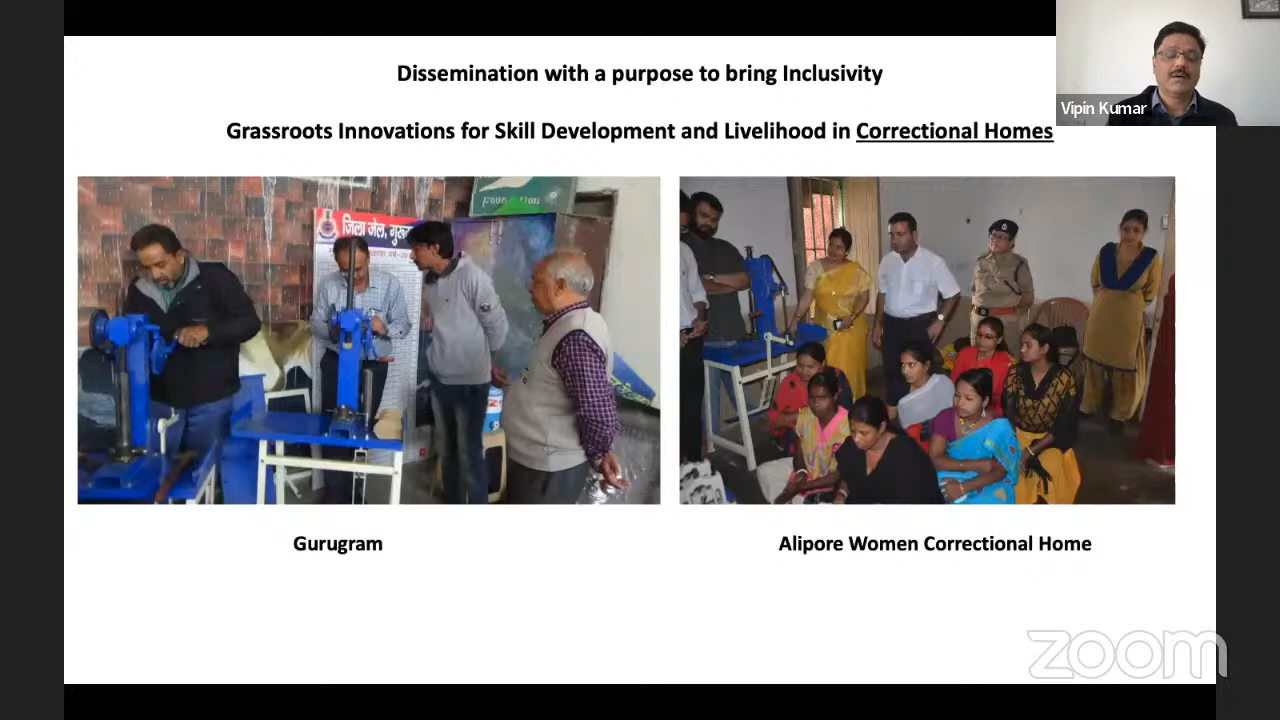 Dissemination with a purpose to bring Inclusivity
Vipin Kumar
Grassroots Innovations for Skill Development and Livelihood in Correctional Homes
जिला जेल, गुरू
Gurugram
Alipore Women Correctional Home
zoom